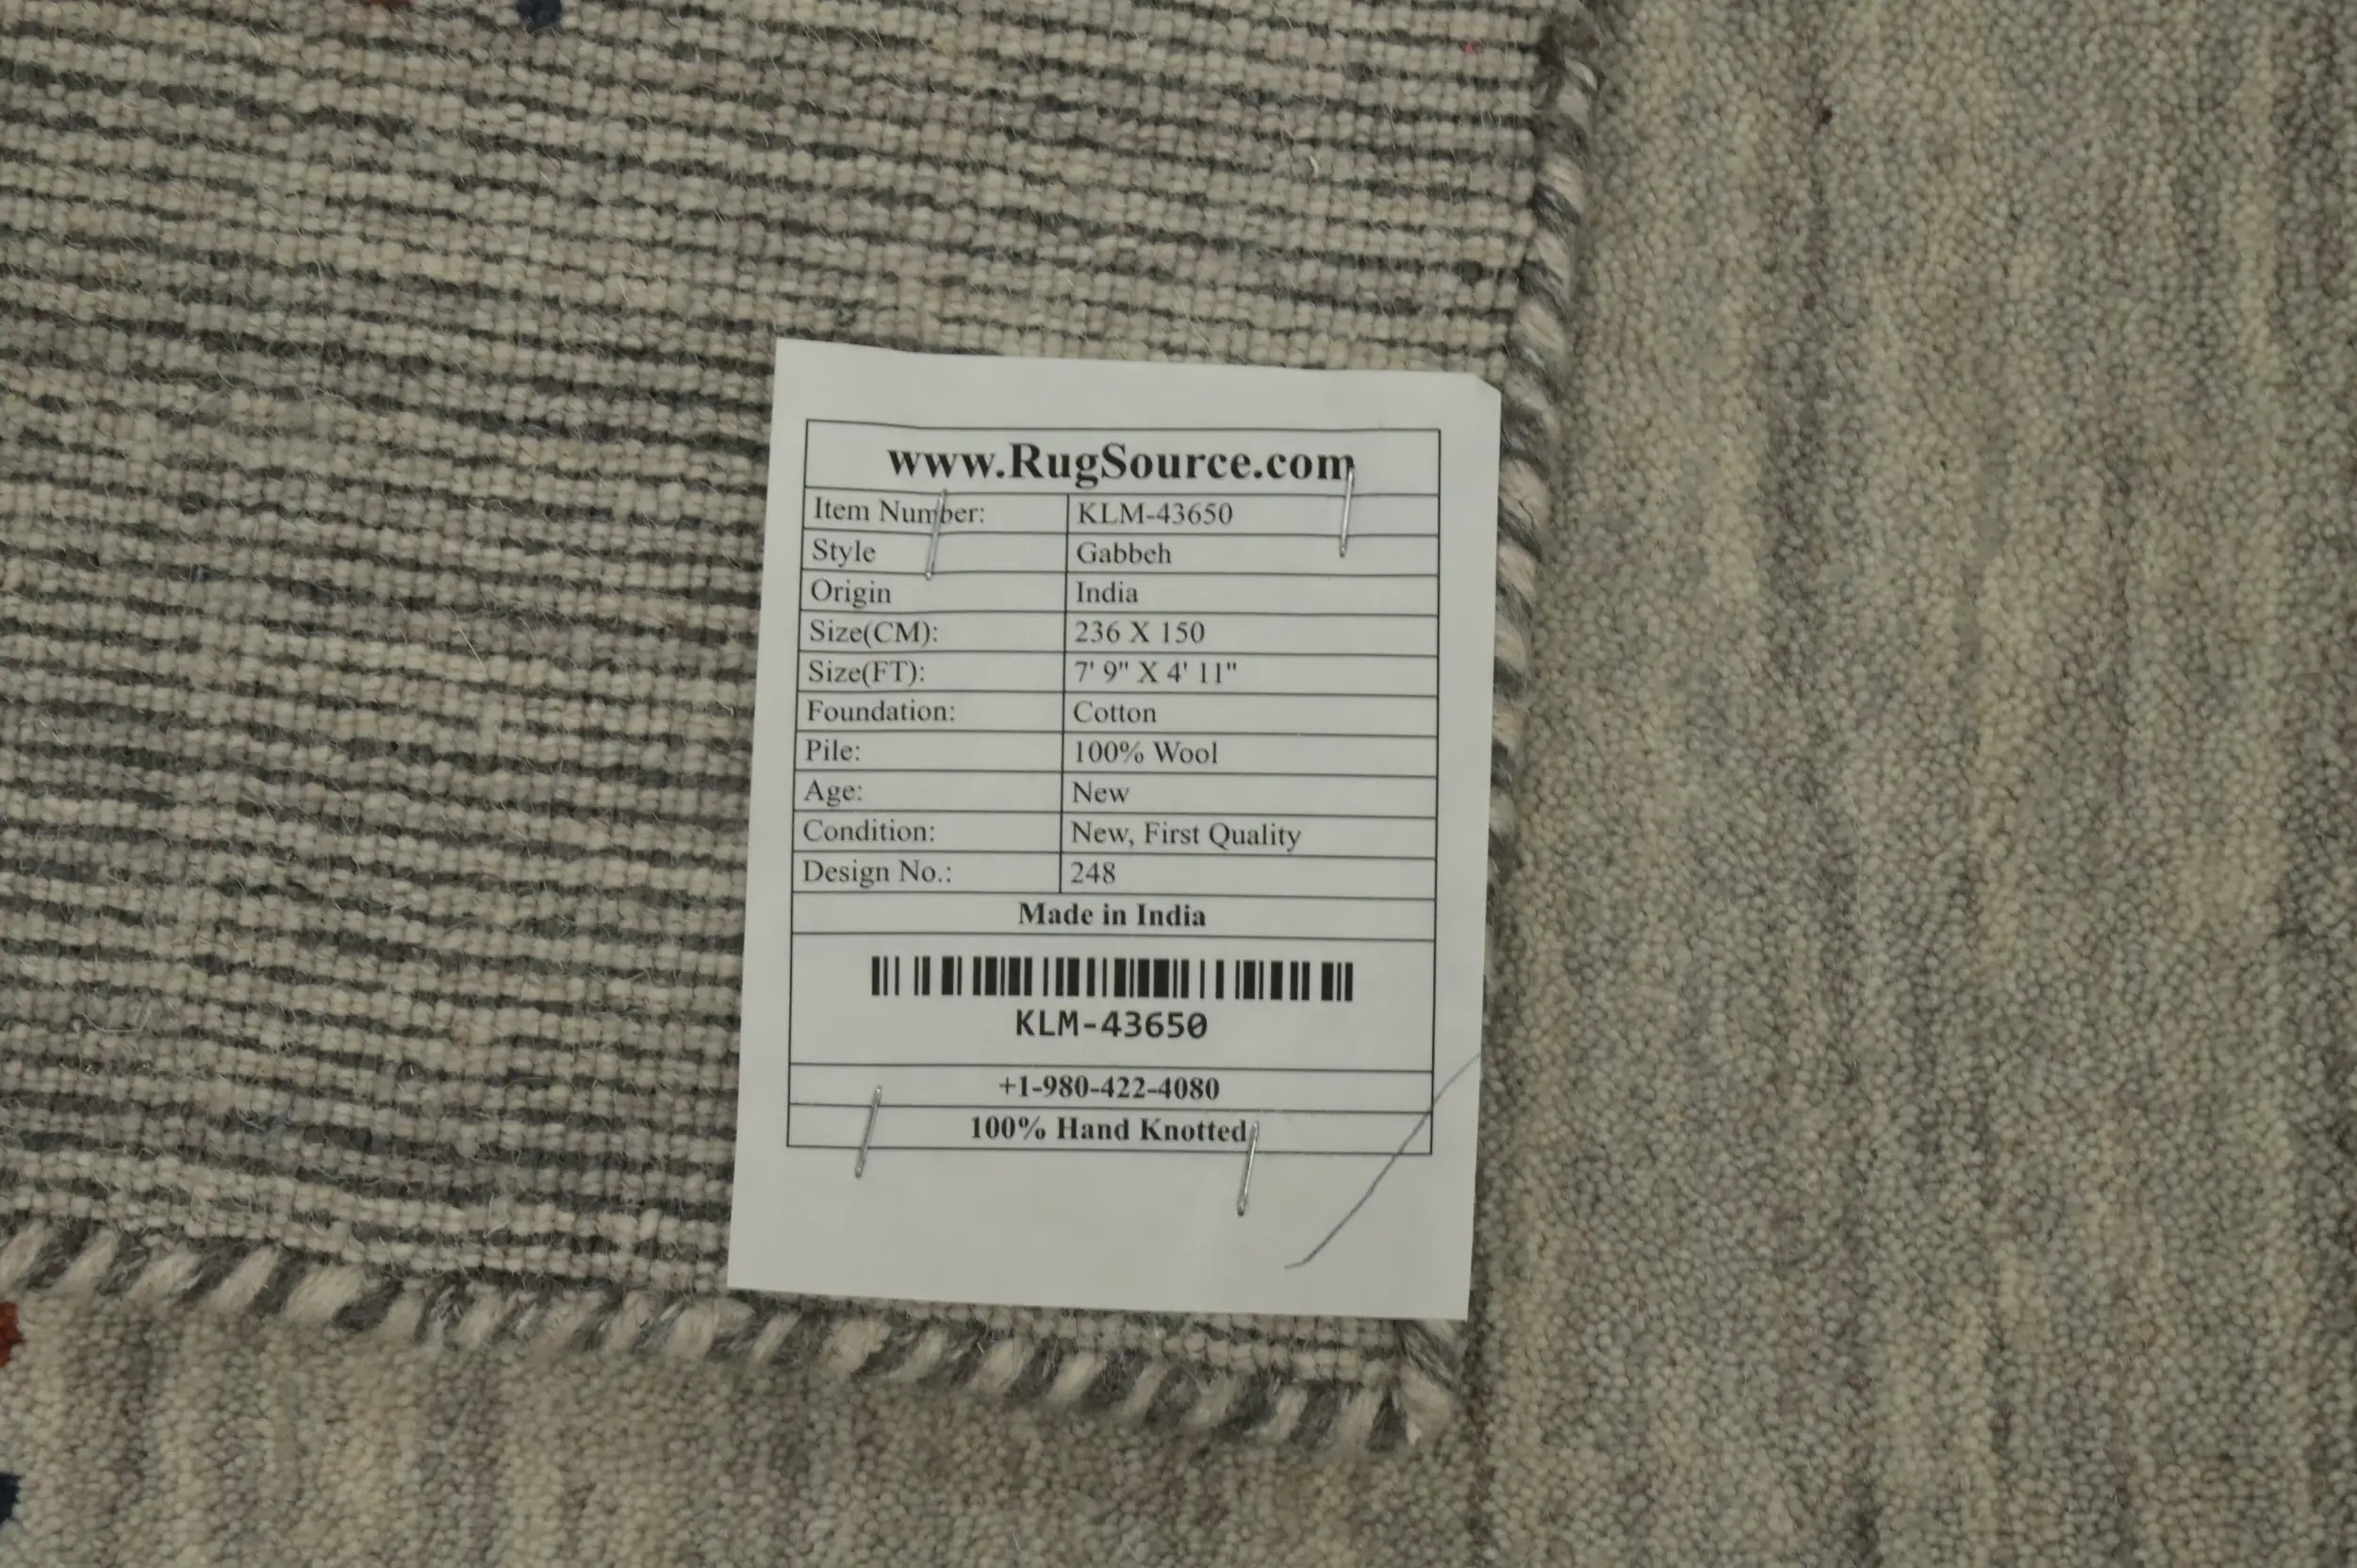 www.RugSource.com
Item Number: KLM-43650
Style Gabbeh
Origin India
Size(CM): 236 X 150
Size(FT): 7' 9" X 4' 11"
Foundation: Cotton
Pile: 100% Wool
Age: New
Condition: New, First Quality
Design No.: 248
Made in India
KLM-43650
+1-980-422-4080
100% Hand Knotted